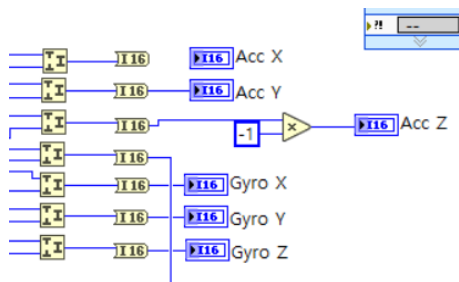 ?! --
I16 I16 Acc X
I16 I16 Acc Y
I16 -1 × I16 Acc Z
I16
I16 I16 Gyro X
I16 I16 Gyro Y
I16 I16 Gyro Z